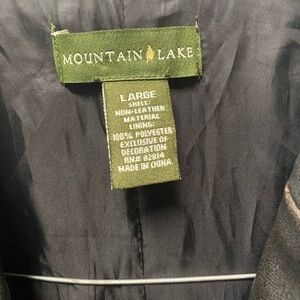 MOUNTAIN LAKE
LARGE
SHELL:
NON-LEATHER
MATERIAL
LINING:
100% POLYESTER
EXCLUSIVE OF
DECORATION
RN# 82814
MADE IN CHINA